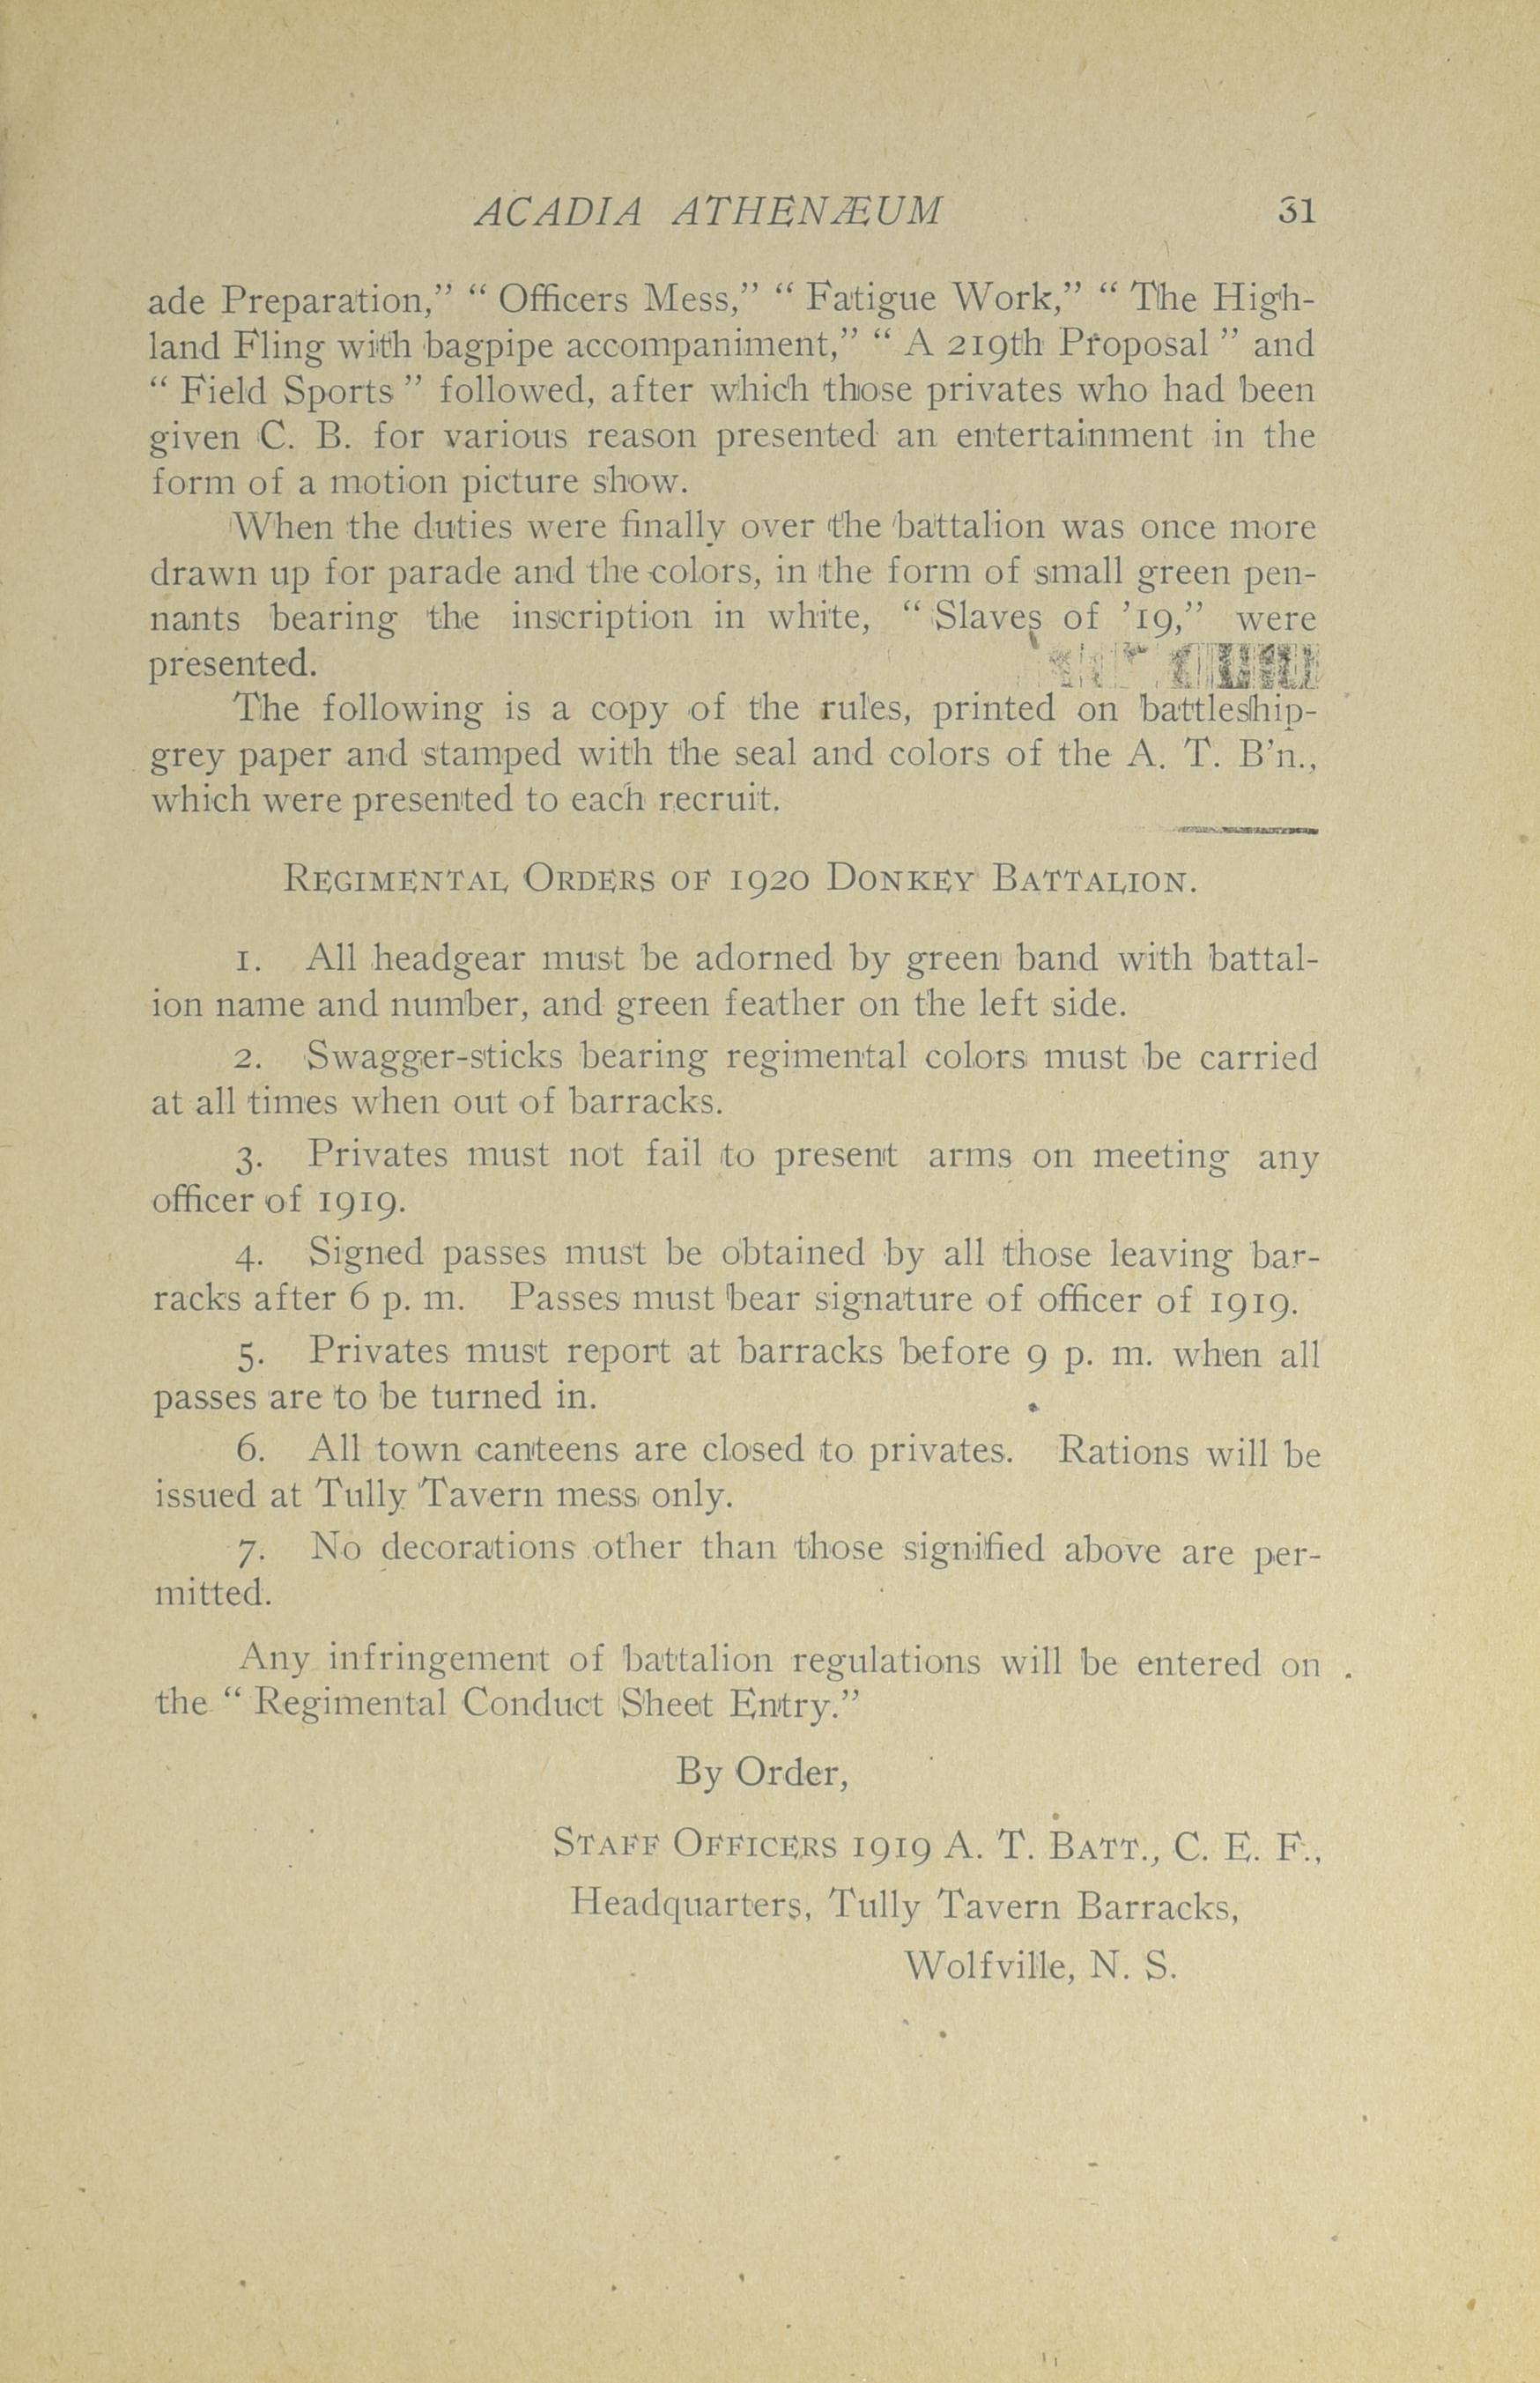 ACADIA ATHENÆUM 31
ade Preparation,” “ Officers Mess,” “ Fatigue Work,” “ The High-
land Fling with bagpipe accompaniment,” “ A 219th Proposal ” and
“ Field Sports ” followed, after which those privates who had been
given C. B. for various reason presented an entertainment in the
form of a motion picture show.
When the duties were finally over the battalion was once more
drawn up for parade and the colors, in the form of small green pen-
nants bearing the inscription in white, “ Slaves of ’19,” were
presented.
The following is a copy of the rules, printed on battleship-
grey paper and stamped with the seal and colors of the A. T. B’n.,
which were presented to each recruit.
REGIMENTAL ORDERS OF 1920 DONKEY BATTALION.
1. All headgear must be adorned by green band with battal-
ion name and number, and green feather on the left side.
2. Swagger-sticks bearing regimental colors must be carried
at all times when out of barracks.
3. Privates must not fail to present arms on meeting any
officer of 1919.
4. Signed passes must be obtained by all those leaving bar-
racks after 6 p. m. Passes must bear signature of officer of 1919.
5. Privates must report at barracks before 9 p. m. when all
passes are to be turned in.
6. All town canteens are closed to privates. Rations will be
issued at Tully Tavern mess only.
7. No decorations other than those signified above are per-
mitted.
Any infringement of battalion regulations will be entered on
the “ Regimental Conduct Sheet Entry.”
By Order,
STAFF OFFICERS 1919 A. T. BATT., C. E. F.,
Headquarters, Tully Tavern Barracks,
Wolfville, N. S.